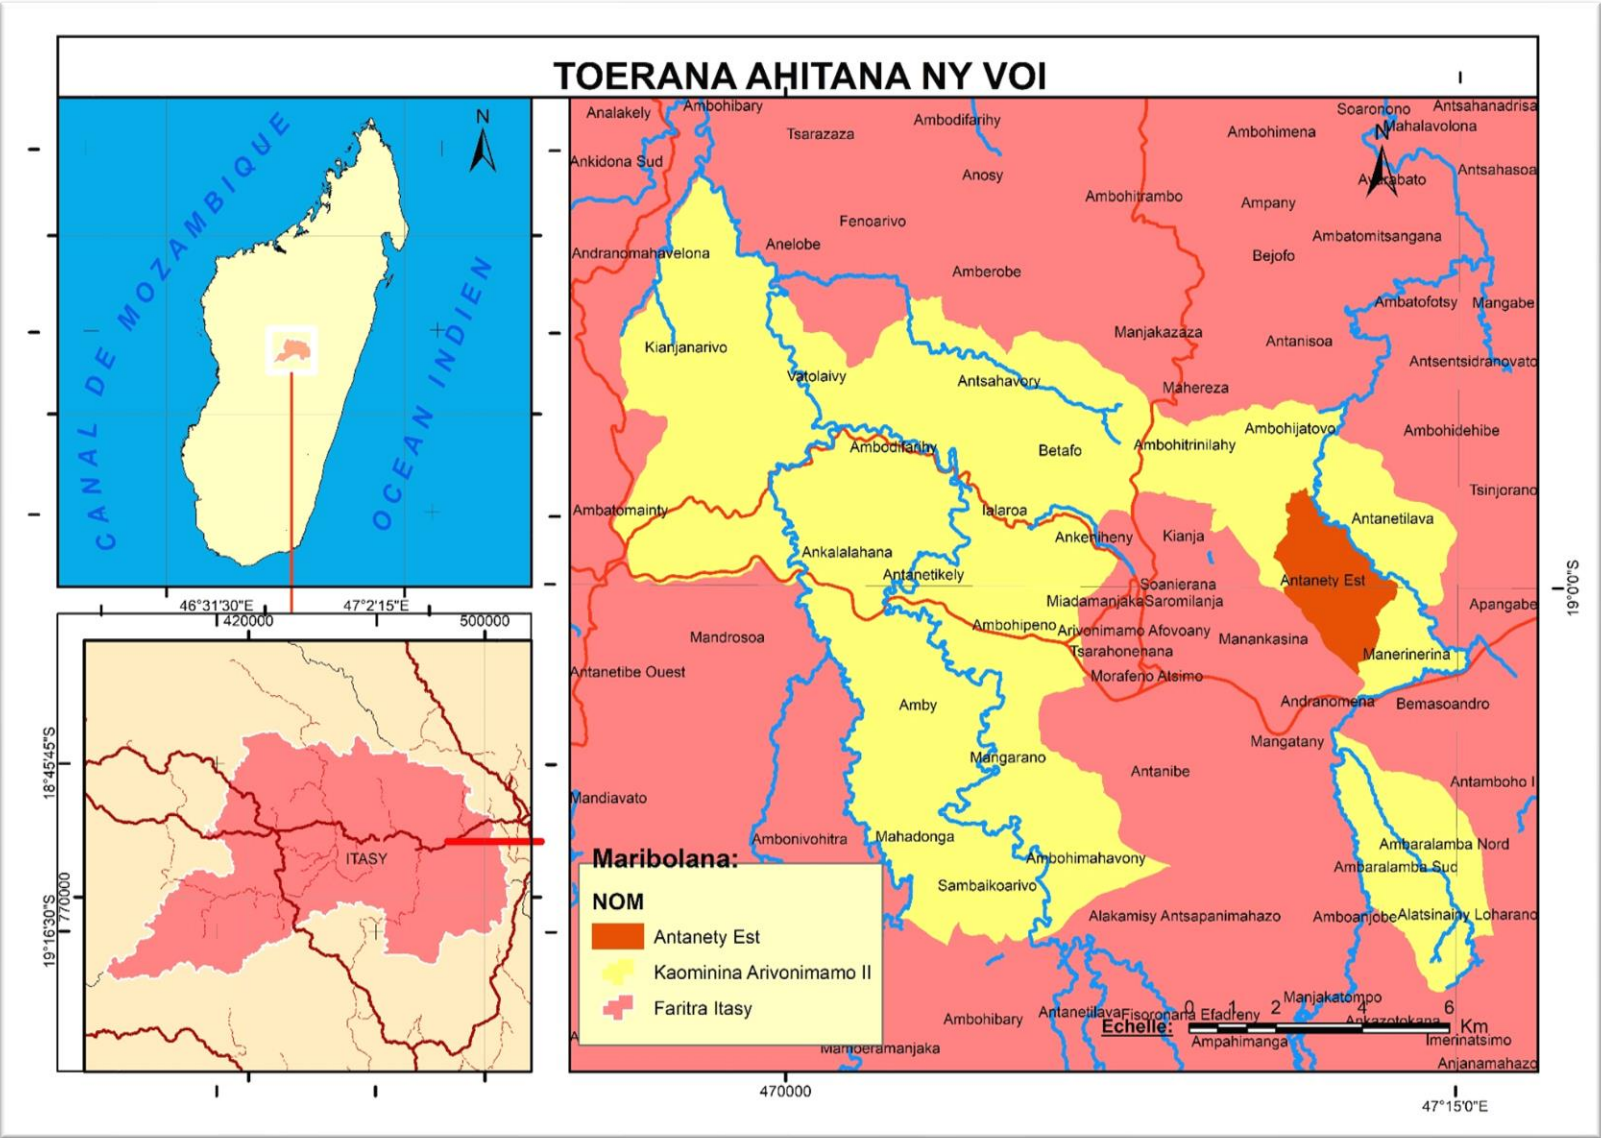 TOERANA AHITANA NY VOI
CANAL DE MOZAMBIQUE
OCEAN INDIEN
N
46°31'30"E
47°2'15"E
420000
500000
18°45'45"S
770000
19°16'30"S
ITASY
Analakely
Ambohibary
Tsarazaza
Ambodifarihy
Ambohimena
Soaronono
Antsahanadrisa
Mahalavolona
N
Ankidona Sud
Anosy
Antsahasoa
Ambohitrambo
Ampany
Fenoarivo
Anelobe
Ambatomitsangana
Andranomahavelona
Bejofo
Amberobe
Ambatofotsy
Mangabe
Manjakazaza
Antanisoa
Kianjanarivo
Antsentsidranovato
Vatolaivy
Antsahavory
Mahereza
Ambohijatovo
Ambohidehibe
Ambodifarihy
Betafo
Ambohitrinilahy
Tsinjorano
Ambatomainty
Ialaroa
Antanetilava
Ankeniheny
Kianja
Ankalalahana
Antanetikely
Soanierana
Antanety Est
Miadamanjaka
Saromilanja
Apangabe
19°0'0"S
Ambohipeno
Arivonimamo Afovoany
Mandrosoa
Manankasina
Tsarahonenana
Manerinerina
Antanetibe Ouest
Morafeno Atsimo
Amby
Andranomena
Bemasoandro
Mangatany
Mangarano
Antanibe
Antamboho I
Mandiavato
Ambonivohitra
Mahadonga
Ambaralamba Nord
Ambohimahavony
Ambaralamba Sud
Sambaikoarivo
Alakamisy Antsapanimahazo
Amboanjobe
Alatsinainy Loharano
Maribolana:
NOM
Antanety Est
Kaominina Arivonimamo II
Faritra Itasy
Manjakatompo
Ambohibary
Antanetilava
Fisoronana Efadreny
Ankazotokana
Echelle:
0 1 2 4 6
Km
Ampahimanga
Imerinatsimo
Mamoeramanjaka
Anjanamahazo
470000
47°15'0"E